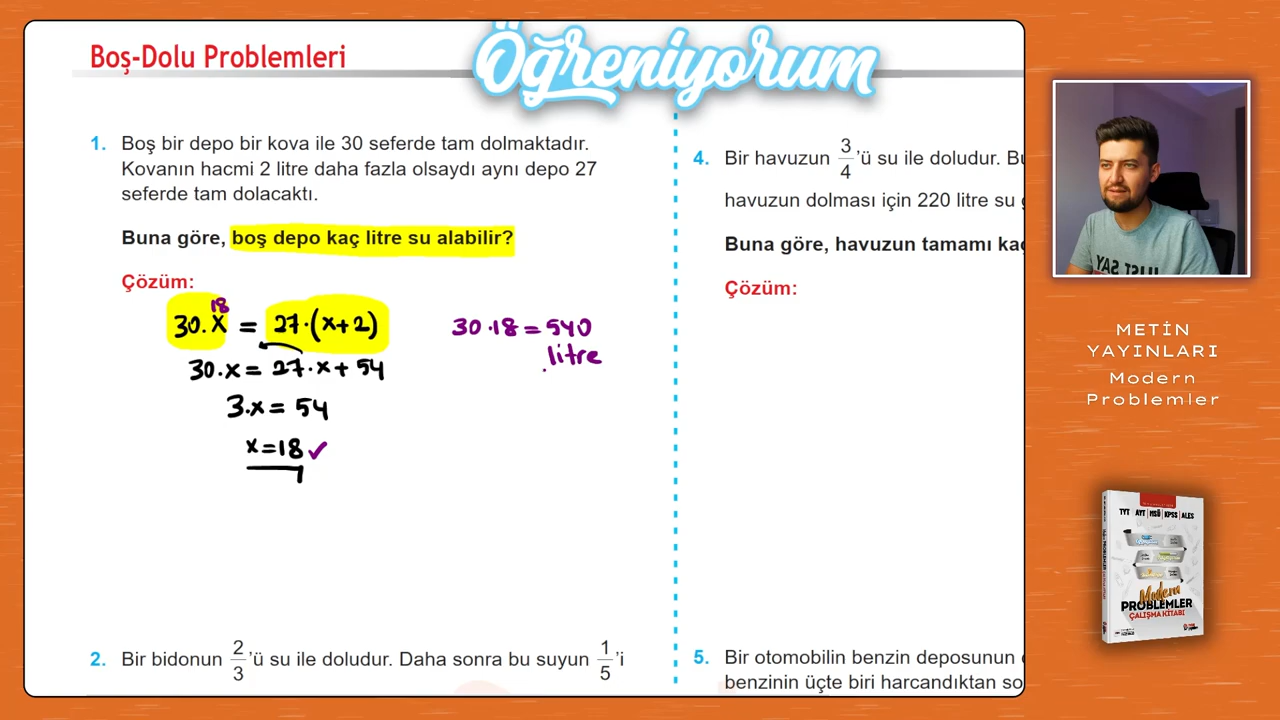 Boş-Dolu Problemleri
Öğreniyorum
1. Boş bir depo bir kova ile 30 seferde tam dolmaktadır.
Kovanın hacmi 2 litre daha fazla olsaydı aynı depo 27
seferde tam dolacaktı.
Buna göre, boş depo kaç litre su alabilir?
Çözüm:
18
30.x = 27.(x+2)
30.x = 27.x + 54
3.x = 54
x=18 ✓
30.18 = 540
litre
2. Bir bidonun 2/3 'ü su ile doludur. Daha sonra bu suyun 1/5 'i
4. Bir havuzun 3/4 'ü su ile doludur.
havuzun dolması için 220 litre su
Buna göre, havuzun tamamı
Çözüm:
5. Bir otomobilin benzin deposunun
benzinin üçte biri harcandıktan
JUST SAY
METİN
YAYINLARI
Modern
Problemler
TYT AYT MSÜ KPSS ALES
Modern
PROBLEMLER
ÇALIŞMA KİTABI